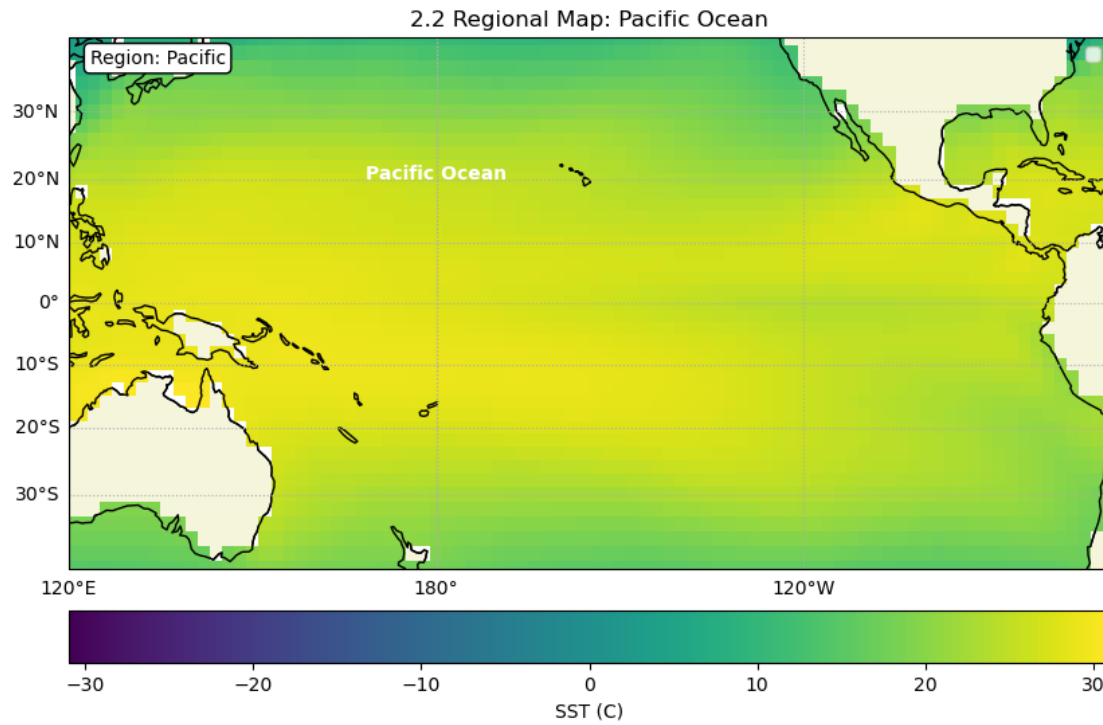 2.2 Regional Map: Pacific Ocean
Region: Pacific
30°N
Pacific Ocean
20°N
10°N
0°
10°S
20°S
30°S
120°E 180° 120°W
−30 −20 −10 0 10 20 30
SST (C)